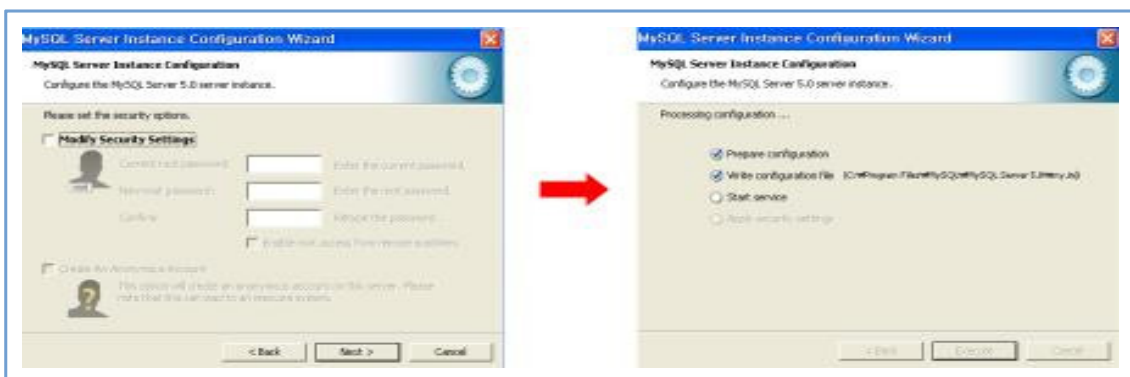 MySQL Server Instance Configuration Wizard
MySQL Server Instance Configuration
Configure the MySQL Server 5.0 server instance.
Please set the security options.
Modify Security Settings
Current root password:
Enter the current password.
New root password:
Enter the root password.
Confirm:
Retype the password.
Enable root access from remote machines
Create An Anonymous Account
This option will create an anonymous account on this server. Please
note that this can lead to an insecure system.
< Back
Next >
Cancel
MySQL Server Instance Configuration Wizard
MySQL Server Instance Configuration
Configure the MySQL Server 5.0 server instance.
Processing configuration ...
Prepare configuration
Write configuration file
Start service
Apply security settings
< Back
Execute
Cancel